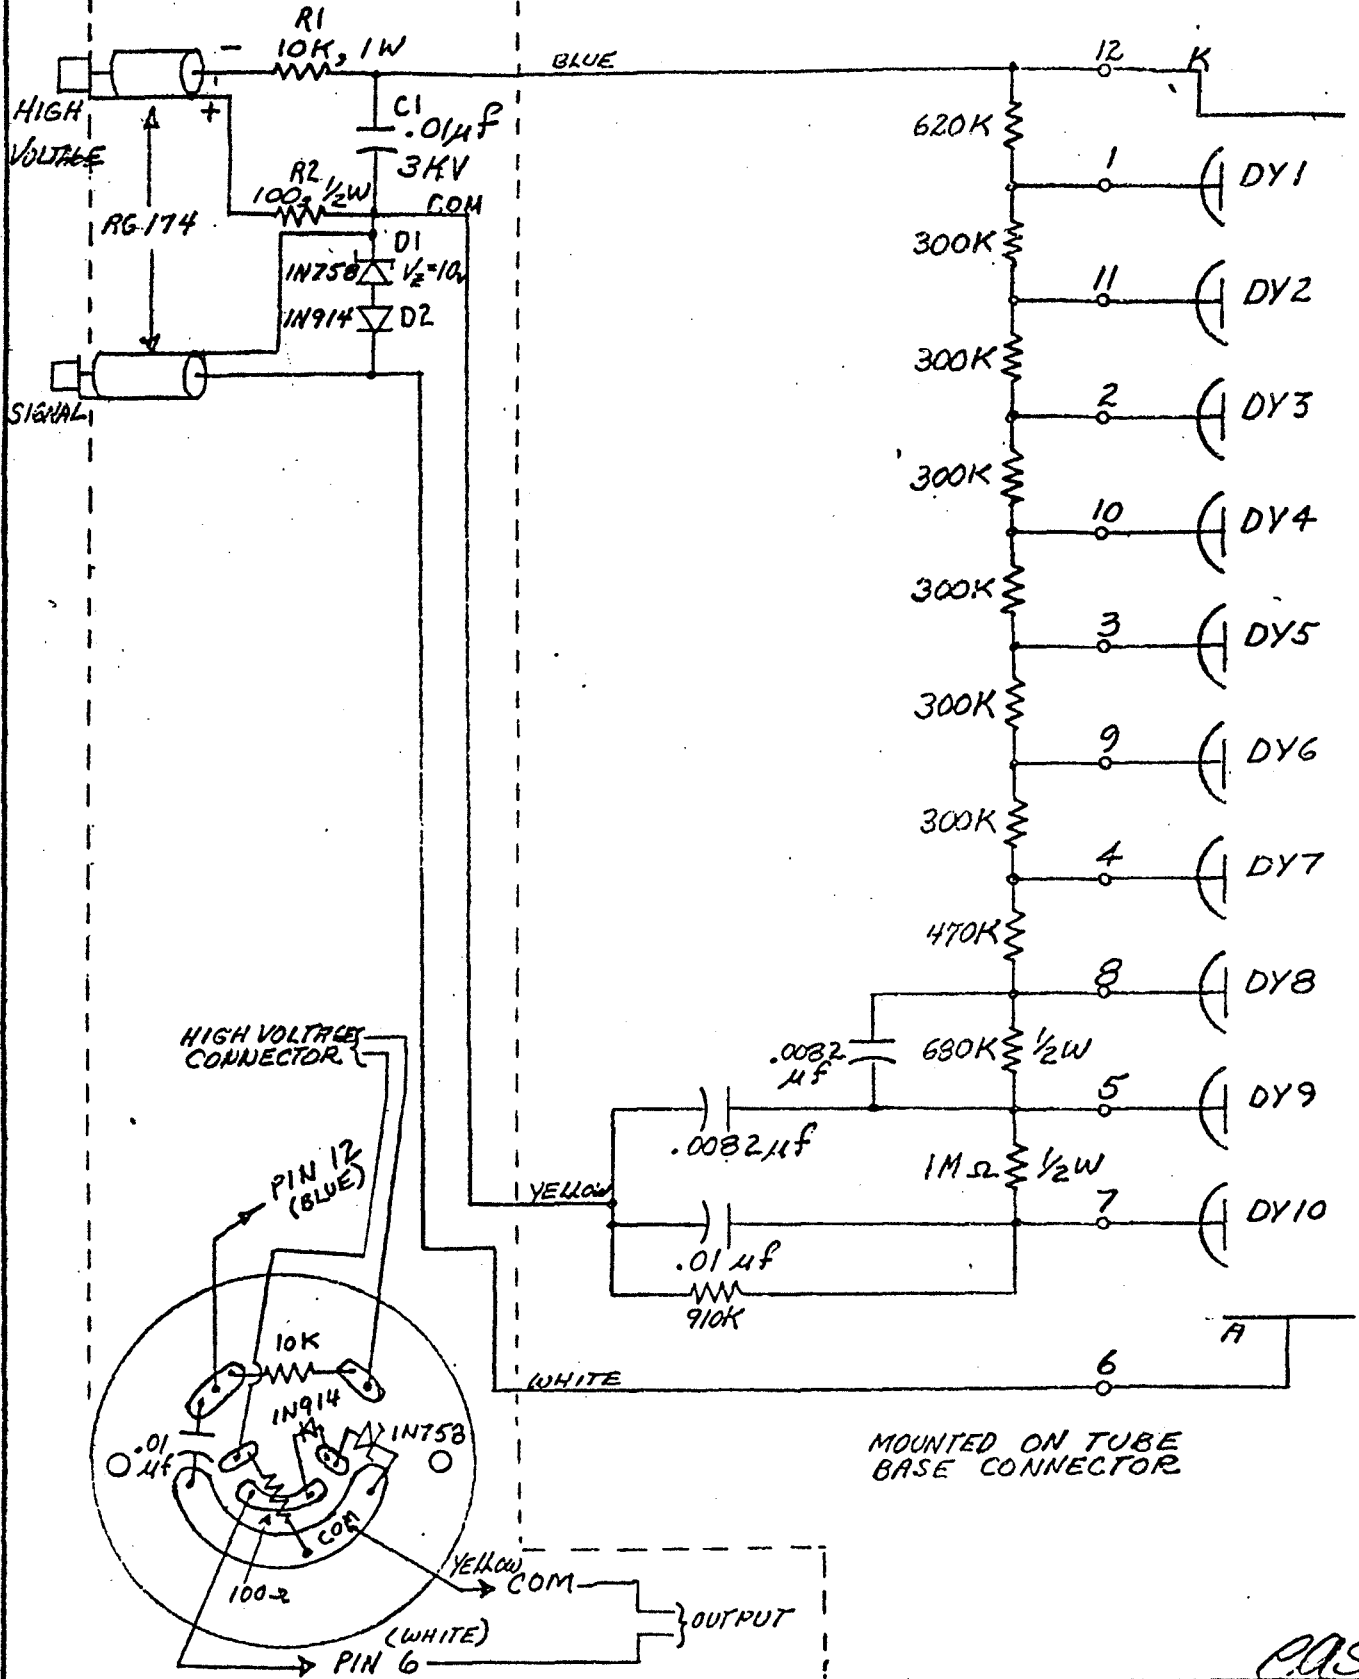 R1
10K, 1W
−
+
HIGH
VOLTAGE
C1
.01µf
3KV
R2
100, ½W
COM
RG 174
D1
1N758
Vz=10v
1N914
D2
SIGNAL
BLUE
12
K
620K
1
DY1
300K
11
DY2
300K
2
DY3
300K
10
DY4
300K
3
DY5
300K
9
DY6
300K
4
DY7
470K
8
DY8
.0082
µf
680K
½W
5
DY9
.0082µf
1MΩ
½W
YELLOW
7
DY10
.01µf
910K
A
WHITE
6
MOUNTED ON TUBE
BASE CONNECTOR
HIGH VOLTAGE
CONNECTOR
PIN 12
(BLUE)
10K
1N914
1N758
.01
µf
COM
100Ω
YELLOW
COM
OUTPUT
(WHITE)
PIN 6